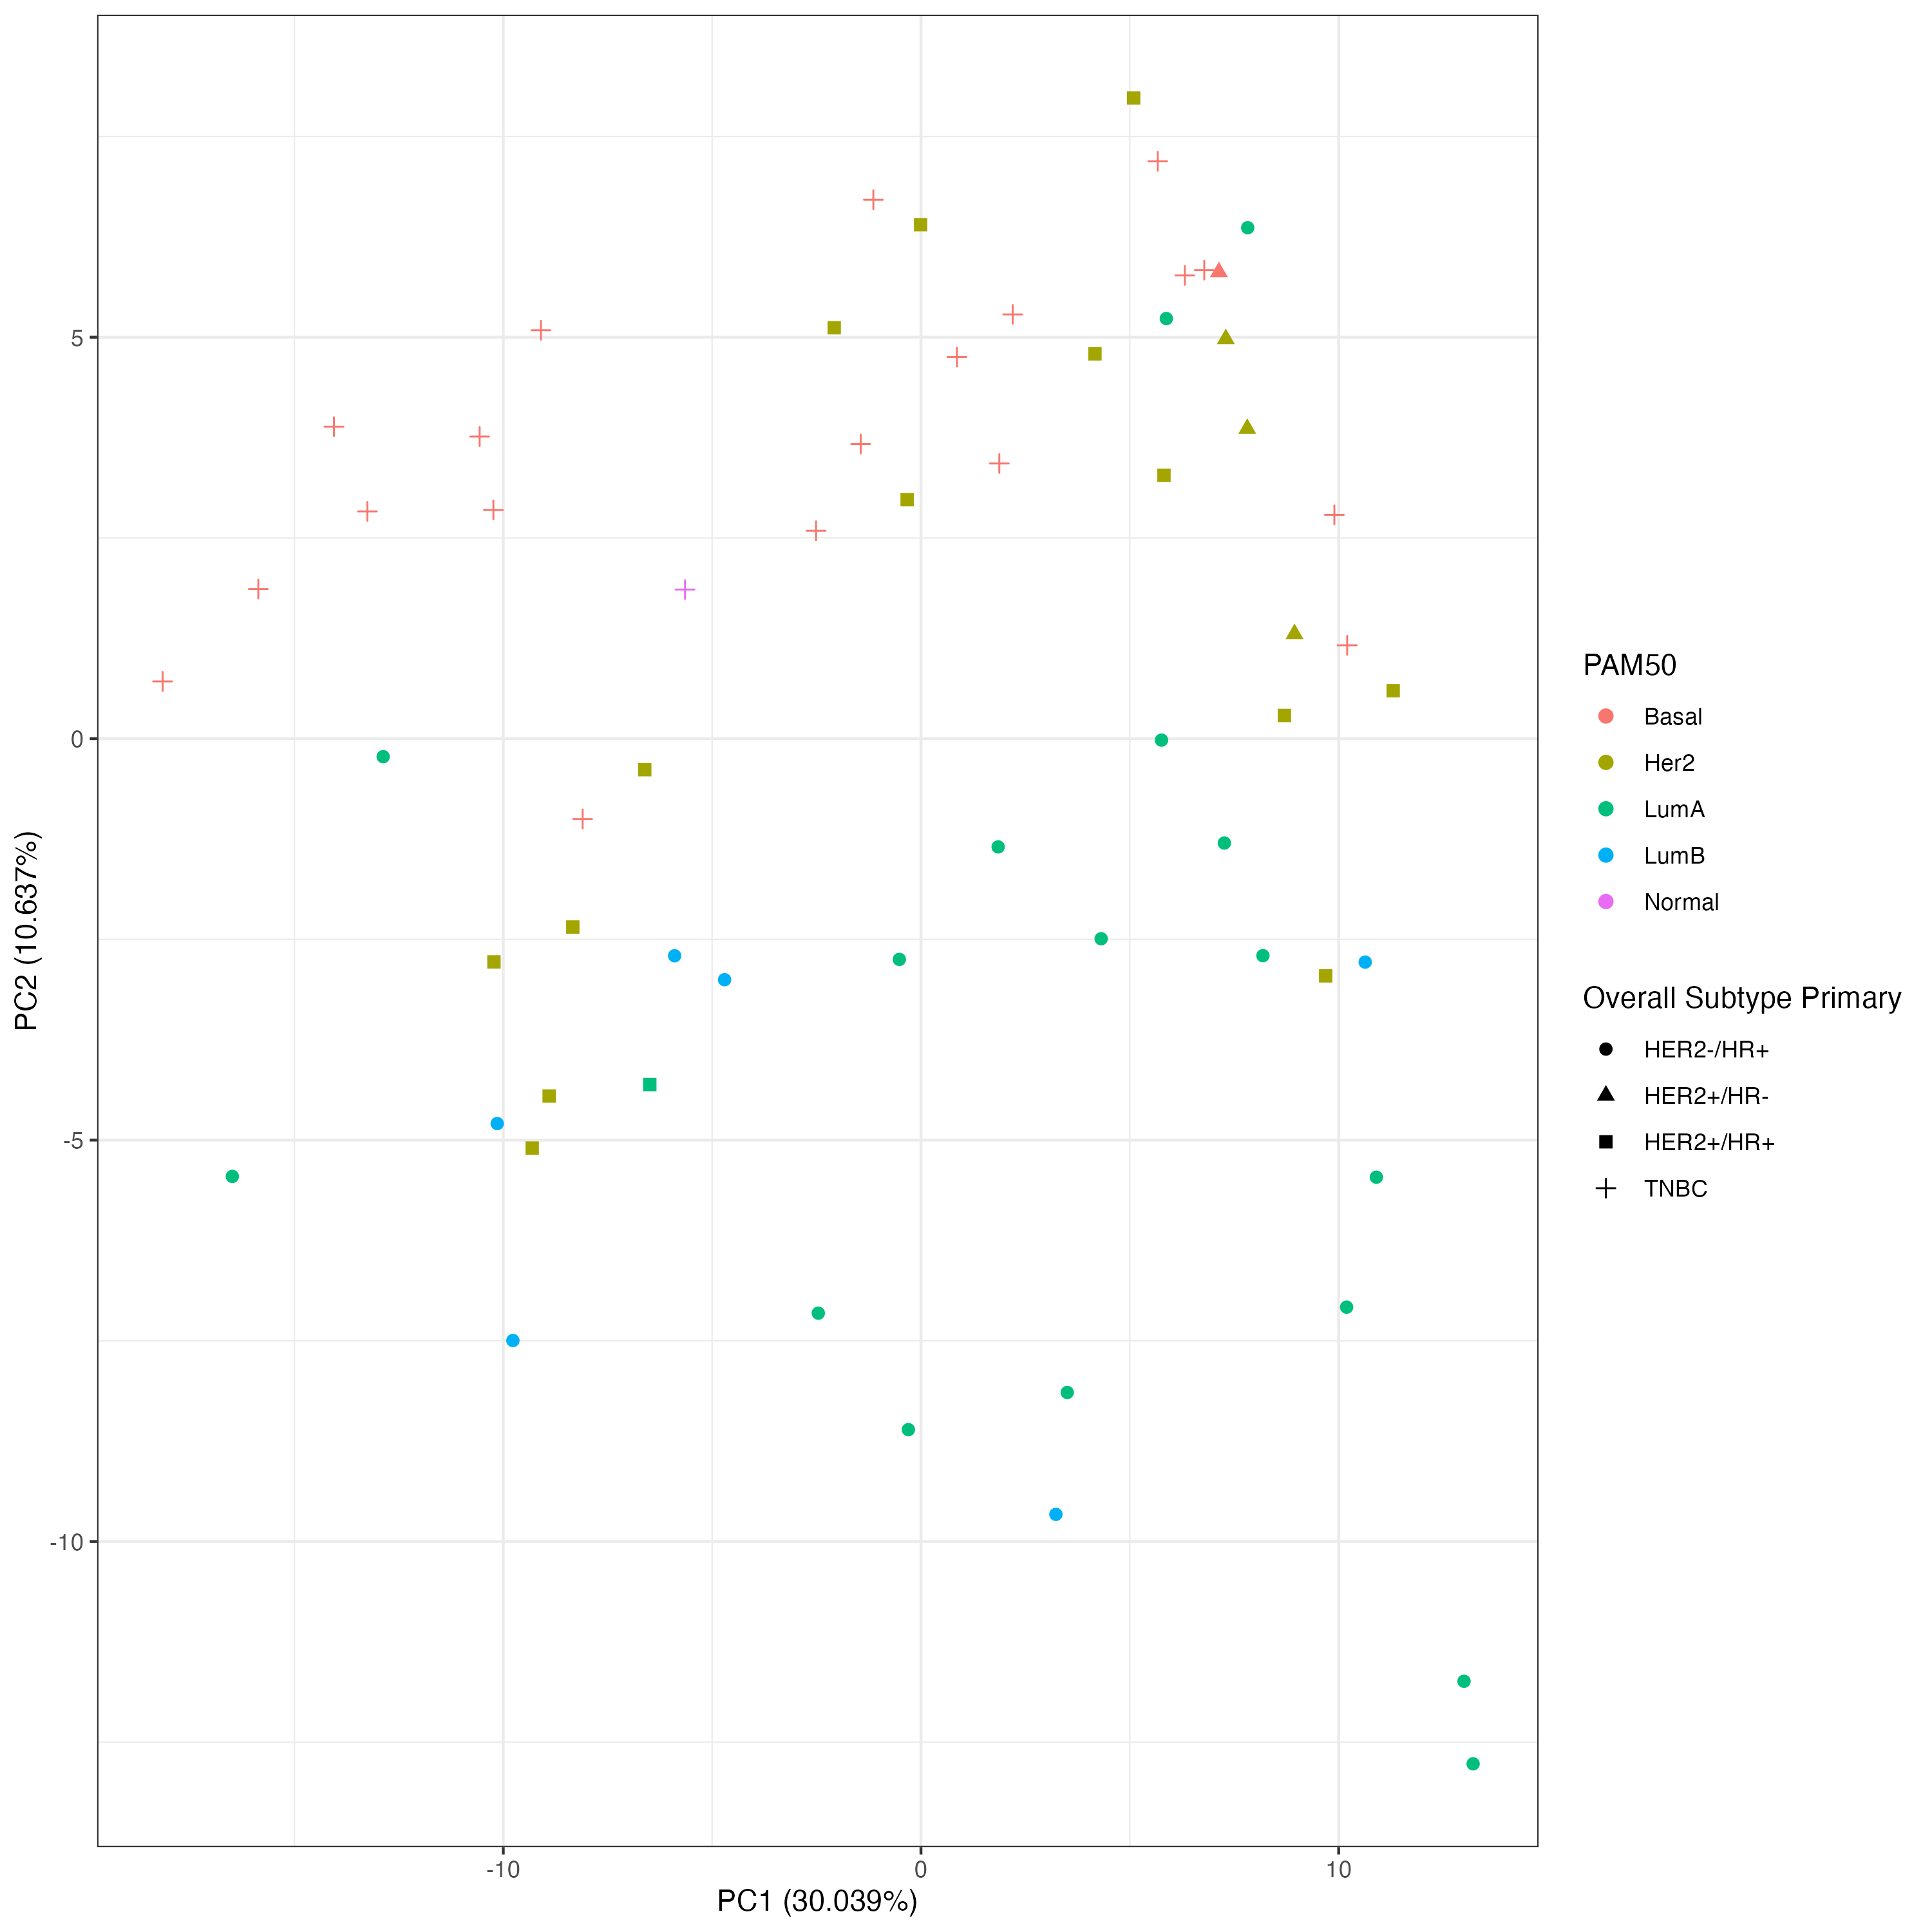 5
0
-5
-10
PC2 (10.637%)
-10
0
10
PC1 (30.039%)
PAM50
Basal
Her2
LumA
LumB
Normal
Overall Subtype Primary
HER2-/HR+
HER2+/HR-
HER2+/HR+
TNBC